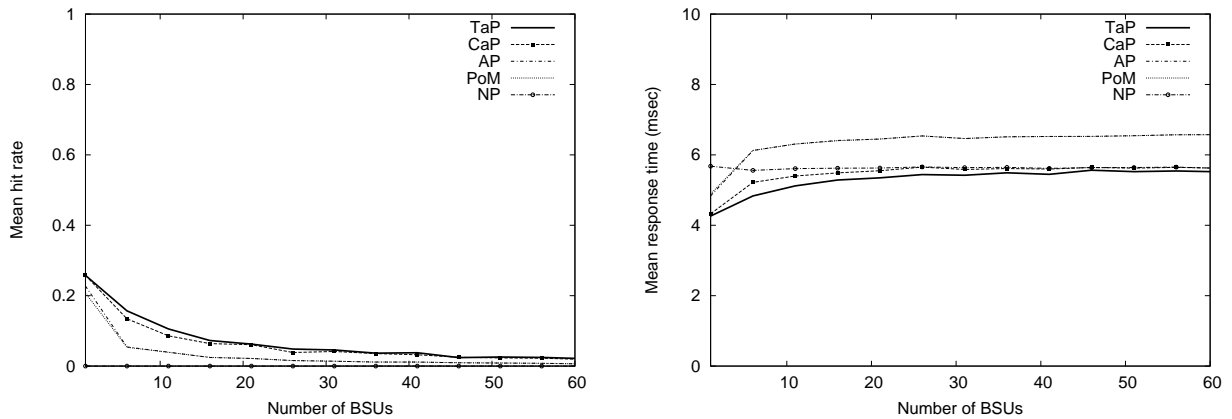 Mean hit rate
1
0.8
0.6
0.4
0.2
0
10
20
30
40
50
60
Number of BSUs
TaP
CaP
AP
PoM
NP
Mean response time (msec)
10
8
6
4
2
0
10
20
30
40
50
60
Number of BSUs
TaP
CaP
AP
PoM
NP